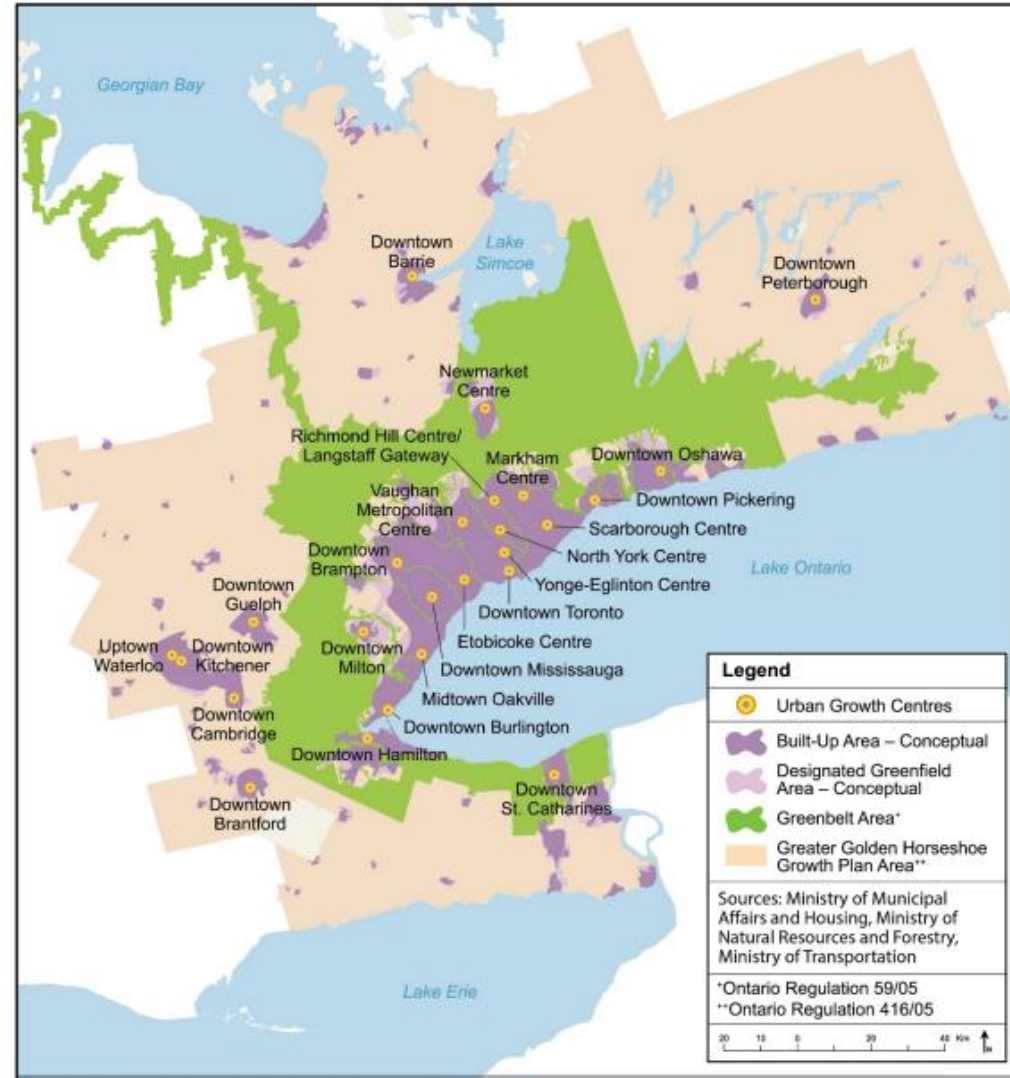 Georgian Bay
Downtown
Barrie
Lake
Simcoe
Downtown
Peterborough
Newmarket
Centre
Richmond Hill Centre/
Langstaff Gateway
Markham
Centre
Downtown Oshawa
Vaughan
Metropolitan
Centre
Downtown Pickering
Scarborough Centre
Downtown
Brampton
North York Centre
Lake Ontario
Yonge-Eglinton Centre
Downtown
Guelph
Downtown Toronto
Uptown
Waterloo
Downtown
Kitchener
Downtown
Milton
Etobicoke Centre
Downtown Mississauga
Midtown Oakville
Downtown
Cambridge
Downtown Burlington
Downtown Hamilton
Downtown
Brantford
Downtown
St. Catharines
Lake Erie
Legend
Urban Growth Centres
Built-Up Area – Conceptual
Designated Greenfield
Area – Conceptual
Greenbelt Area+
Greater Golden Horseshoe
Growth Plan Area++
Sources: Ministry of Municipal
Affairs and Housing, Ministry of
Natural Resources and Forestry,
Ministry of Transportation
+Ontario Regulation 59/05
++Ontario Regulation 416/05
20 10 0 20 40 Km
N